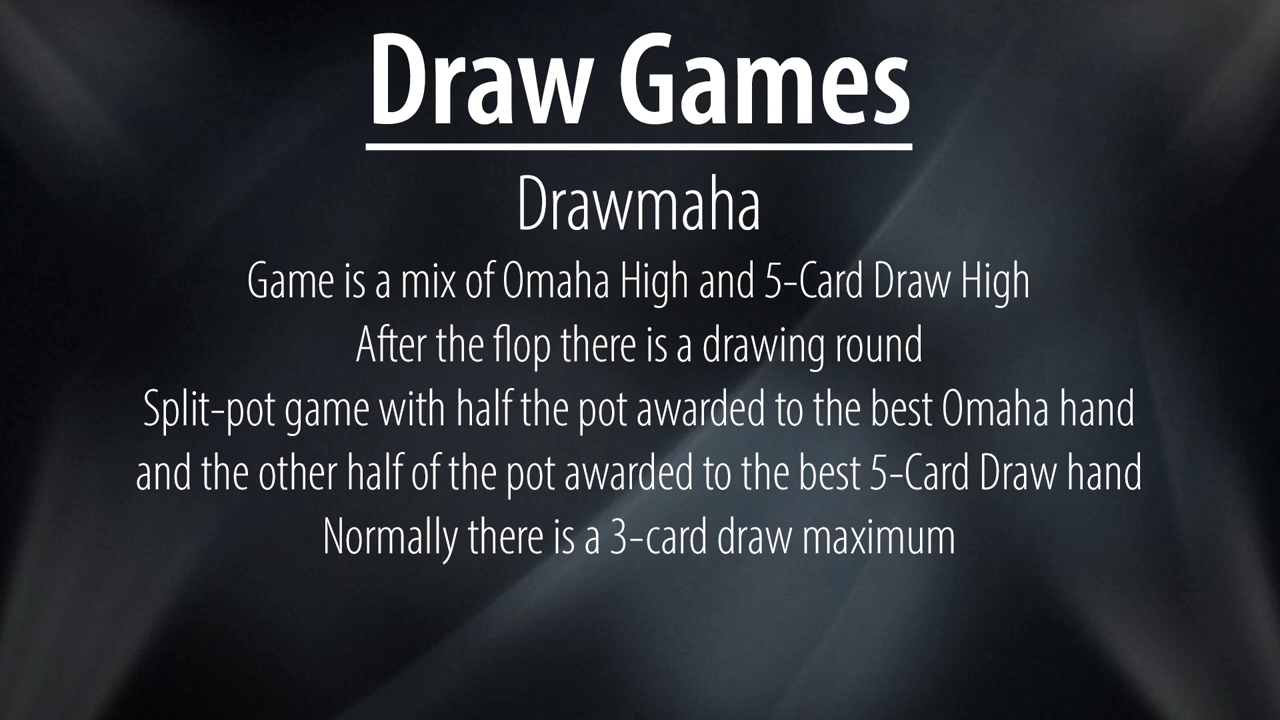 Draw Games
Drawmaha
Game is a mix of Omaha High and 5-Card Draw High
After the flop there is a drawing round
Split-pot game with half the pot awarded to the best Omaha hand
and the other half of the pot awarded to the best 5-Card Draw hand
Normally there is a 3-card draw maximum